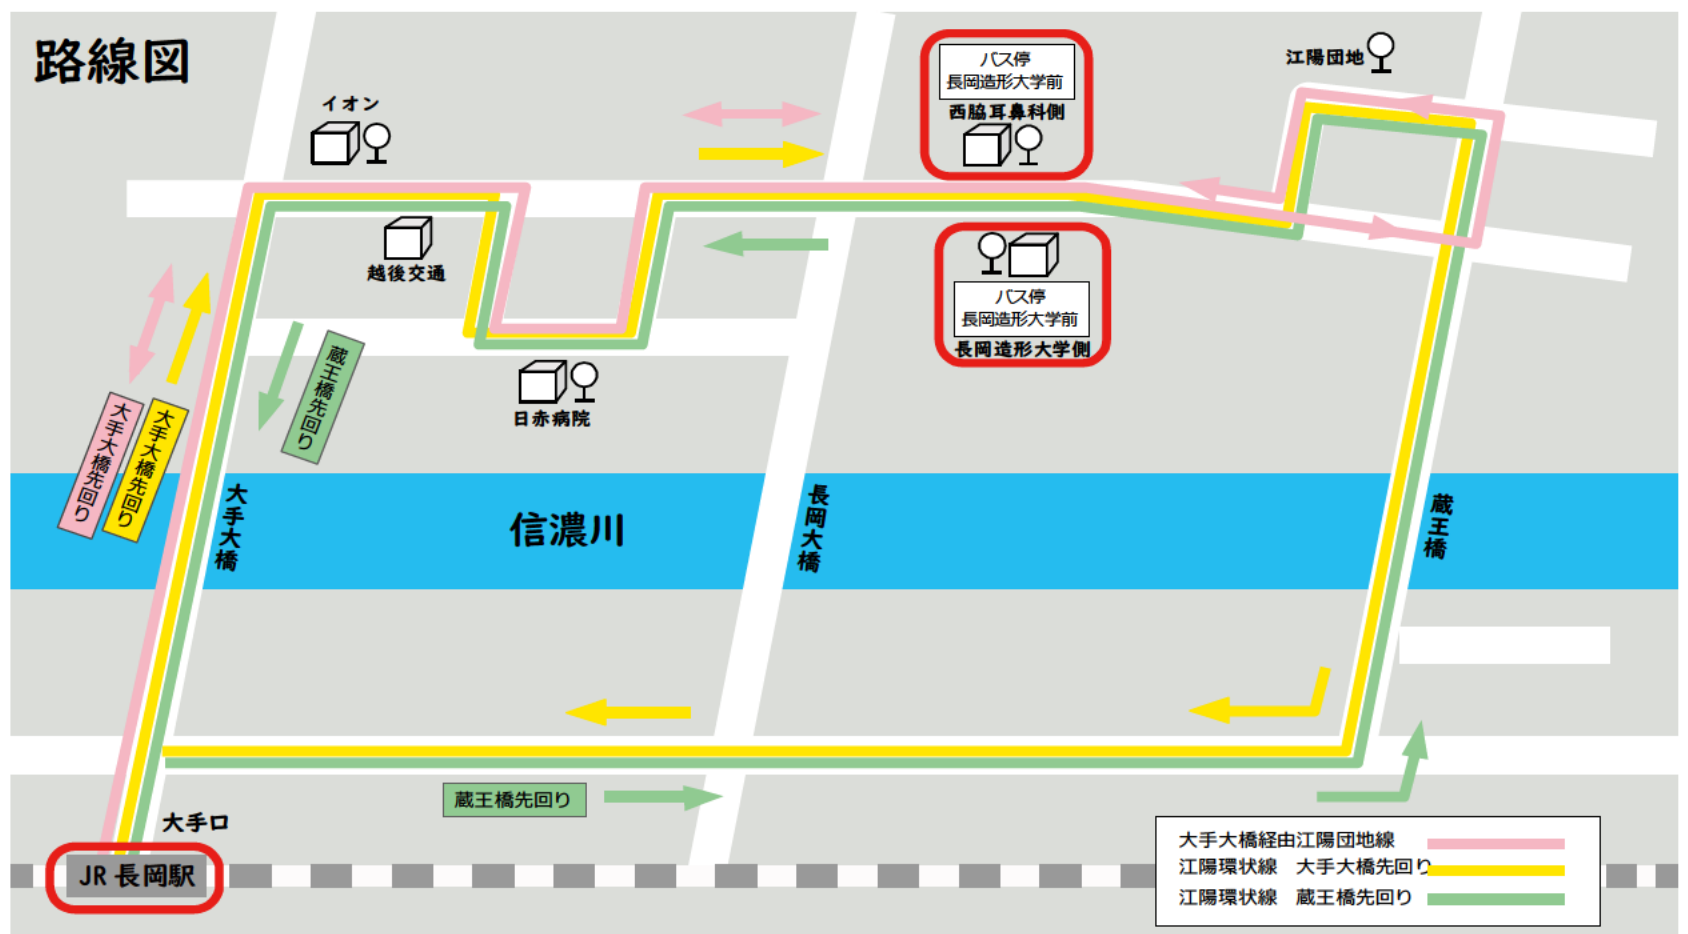 路線図
イオン
バス停
長岡造形大学前
西脇耳鼻科側
江陽団地
越後交通
バス停
長岡造形大学前
長岡造形大学側
蔵王橋先回り
日赤病院
大手大橋先回り
大手大橋先回り
大手大橋
信濃川
長岡大橋
蔵王橋
蔵王橋先回り
大手口
JR 長岡駅
大手大橋経由江陽団地線
江陽環状線 大手大橋先回り
江陽環状線 蔵王橋先回り